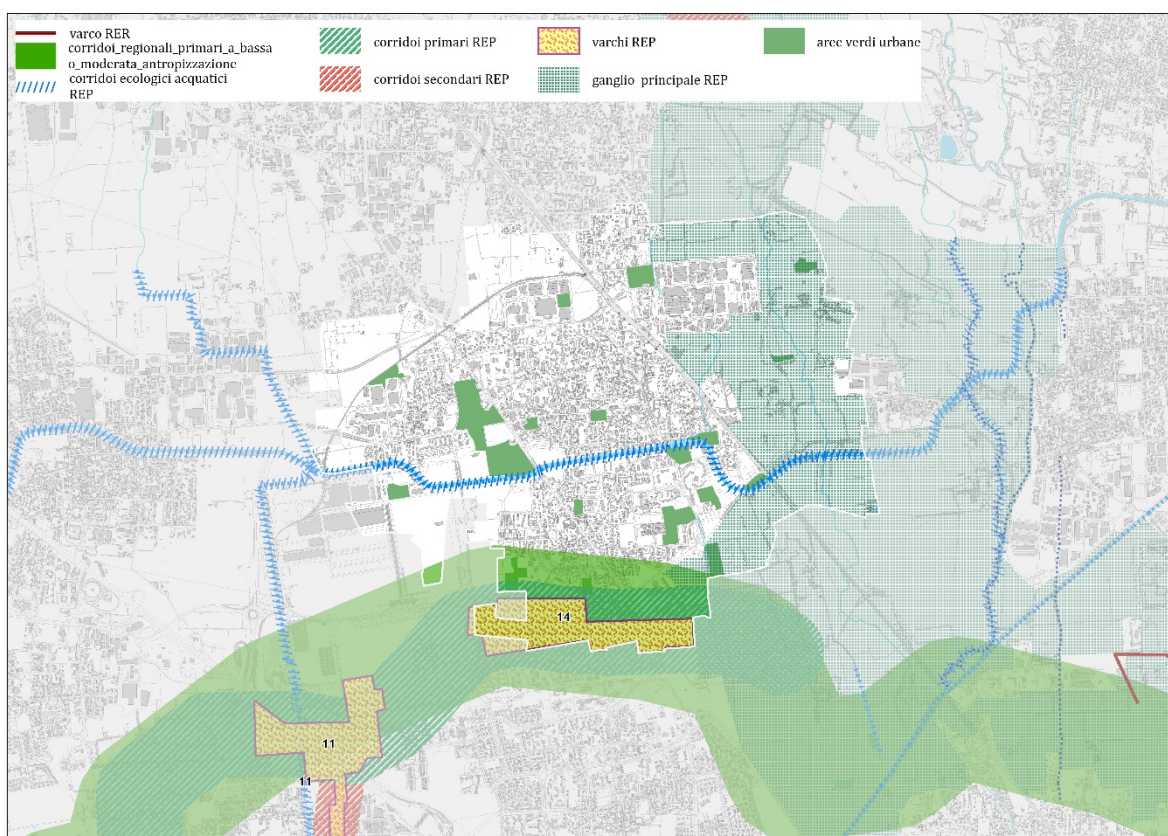 varco RER
corridoi_regionali_primari_a_bassa
o_moderata_antropizzazione
corridoi ecologici acquatici
REP
corridoi primari REP
corridoi secondari REP
varchi REP
ganglio principale REP
aree verdi urbane
14
11
11